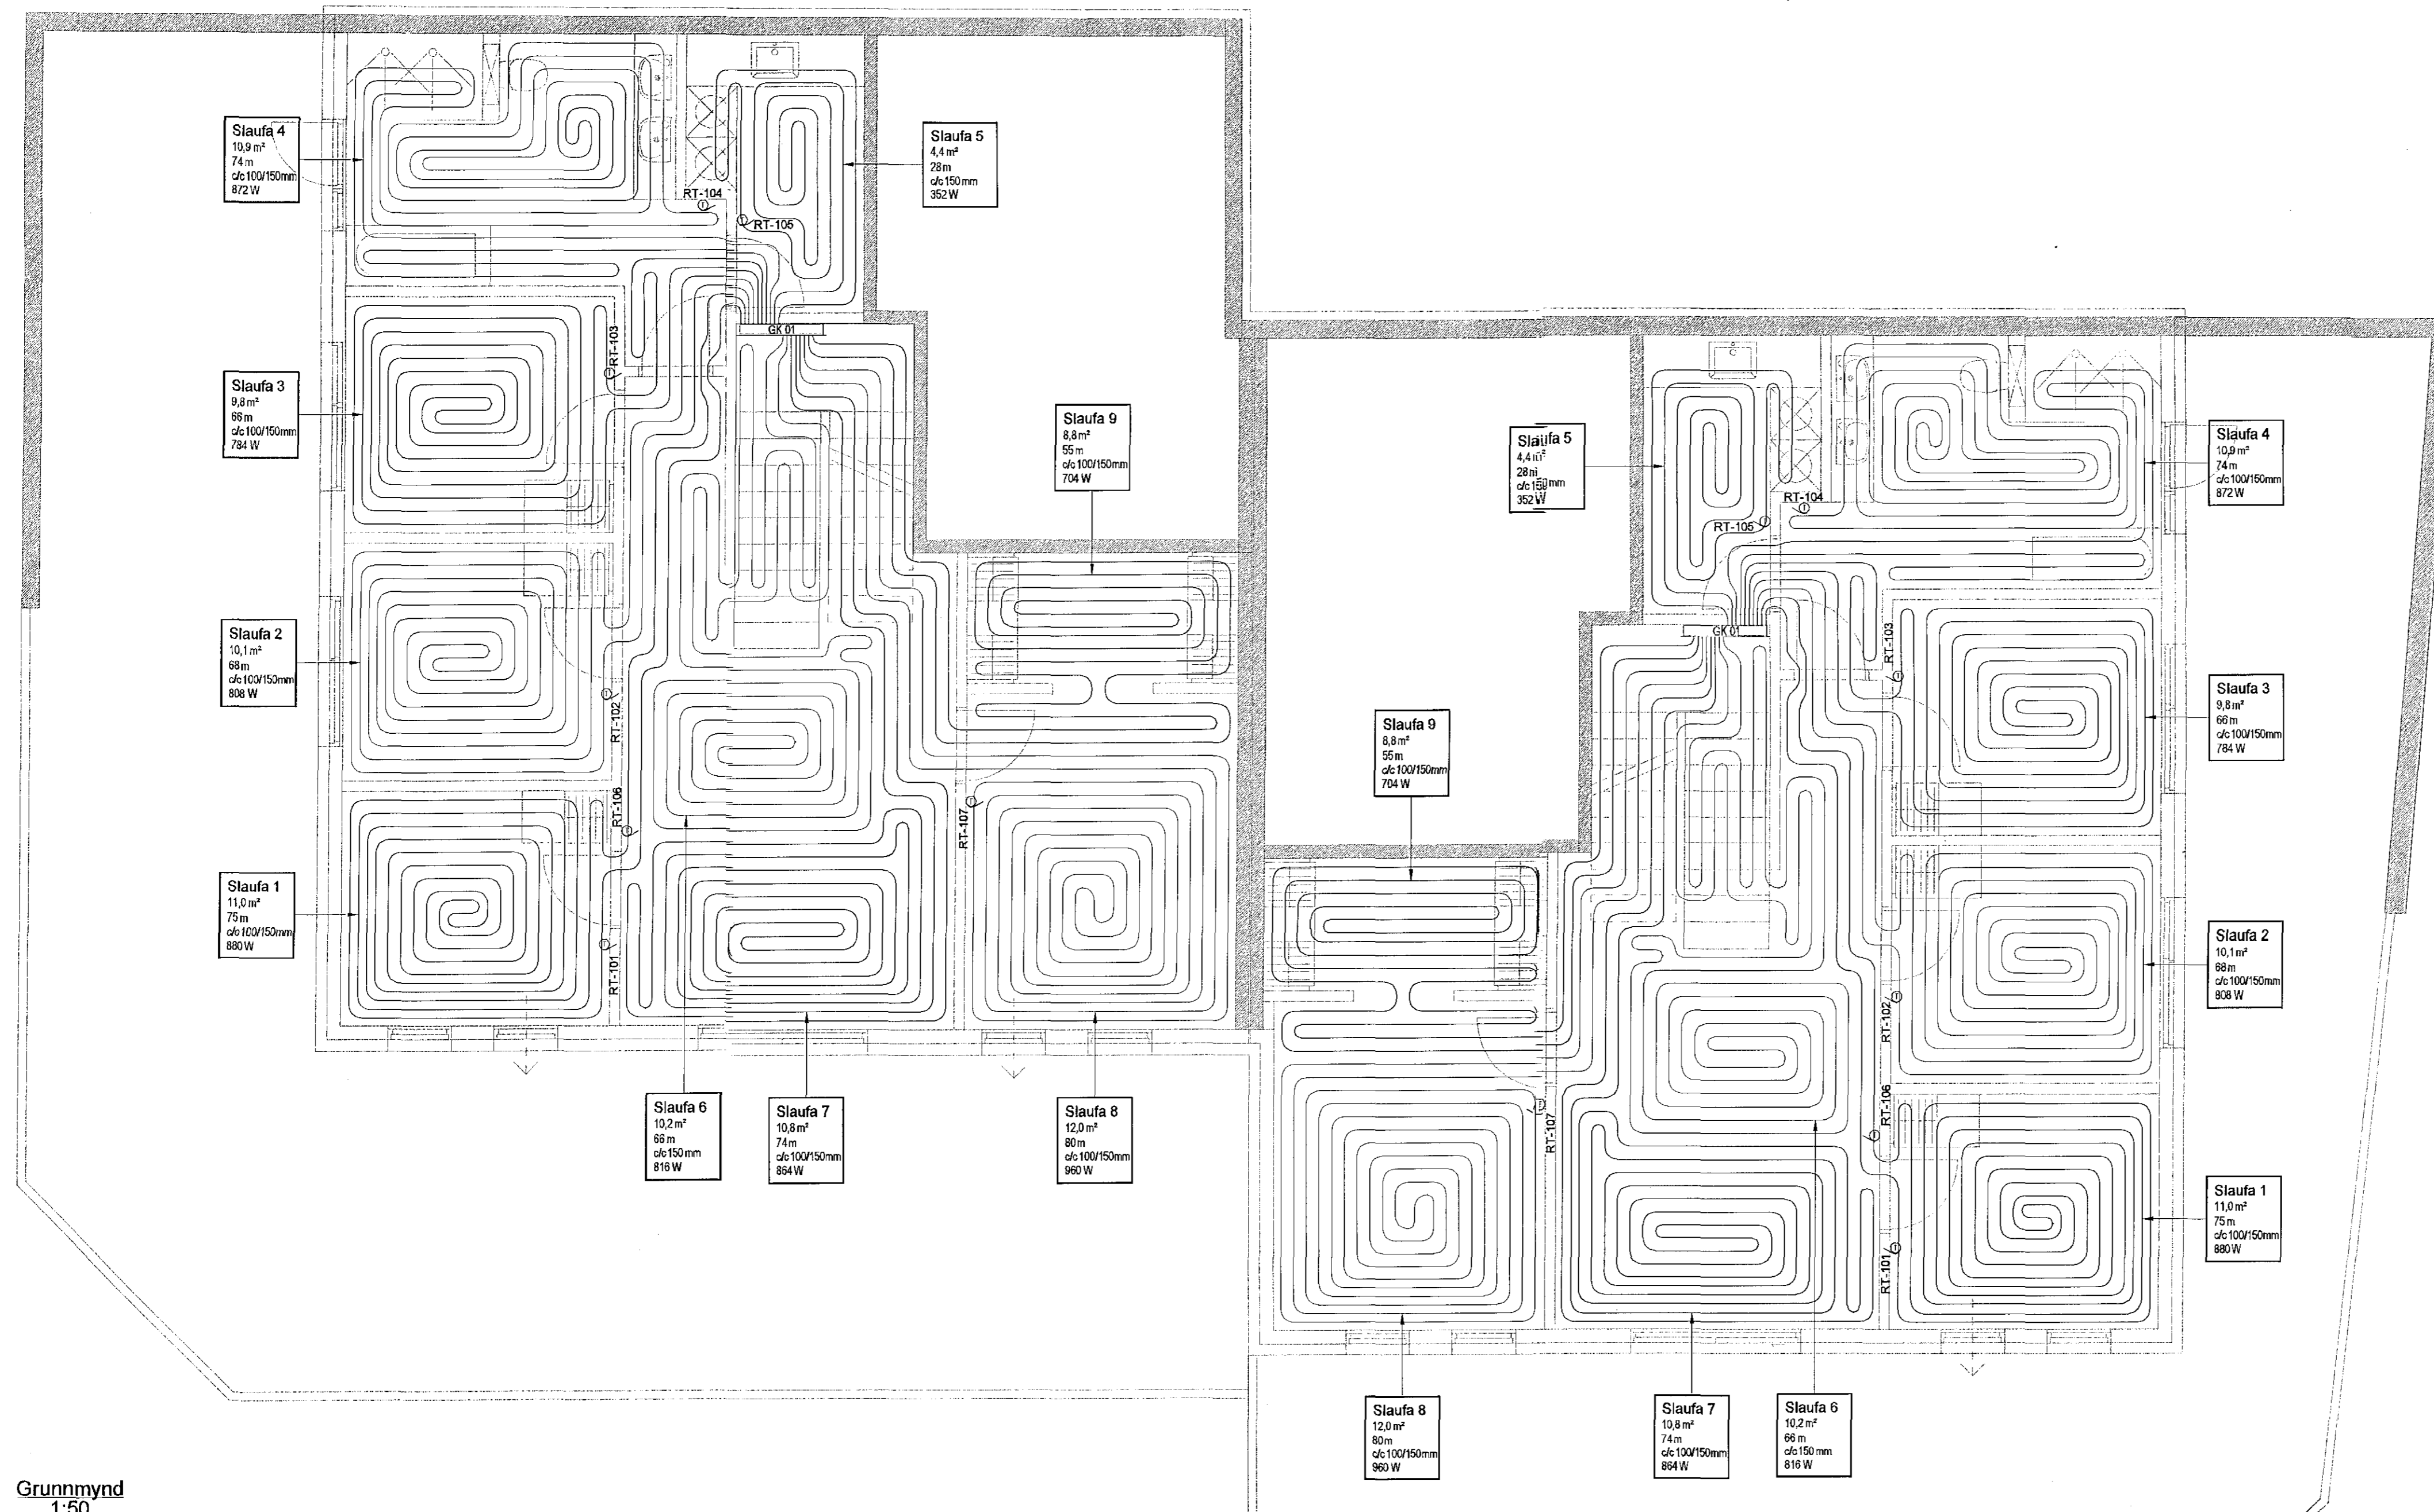 Slaufa 4
10,9 m²
74 m
c/c 100/150mm
872 W
Slaufa 5
4,4 m²
28 m
c/c 150 mm
352 W
RT-104
RT-105
GK 01
RT-103
Slaufa 3
9,8 m²
66 m
c/c 100/150mm
784 W
Slaufa 9
8,8 m²
55 m
c/c 100/150mm
704 W
Slaufa 2
10,1 m²
68 m
c/c 100/150mm
808 W
RT-102
RT-106
RT-107
Slaufa 1
11,0 m²
75 m
c/c 100/150mm
880 W
RT-101
Slaufa 6
10,2 m²
66 m
c/c 150 mm
816 W
Slaufa 7
10,8 m²
74 m
c/c 100/150mm
864 W
Slaufa 8
12,0 m²
80 m
c/c 100/150mm
960 W
Slaufa 5
4,4 m²
28 m
c/c 150 mm
352 W
Slaufa 4
10,9 m²
74 m
c/c 100/150mm
872 W
RT-104
RT-105
GK 01
RT-103
Slaufa 3
9,8 m²
66 m
c/c 100/150mm
784 W
Slaufa 9
8,8 m²
55 m
c/c 100/150mm
704 W
Slaufa 2
10,1 m²
68 m
c/c 100/150mm
808 W
RT-102
RT-106
RT-107
Slaufa 1
11,0 m²
75 m
c/c 100/150mm
880 W
RT-101
Slaufa 8
12,0 m²
80 m
c/c 100/150mm
960 W
Slaufa 7
10,8 m²
74 m
c/c 100/150mm
864 W
Slaufa 6
10,2 m²
66 m
c/c 150 mm
816 W
Grunnmynd
1:50